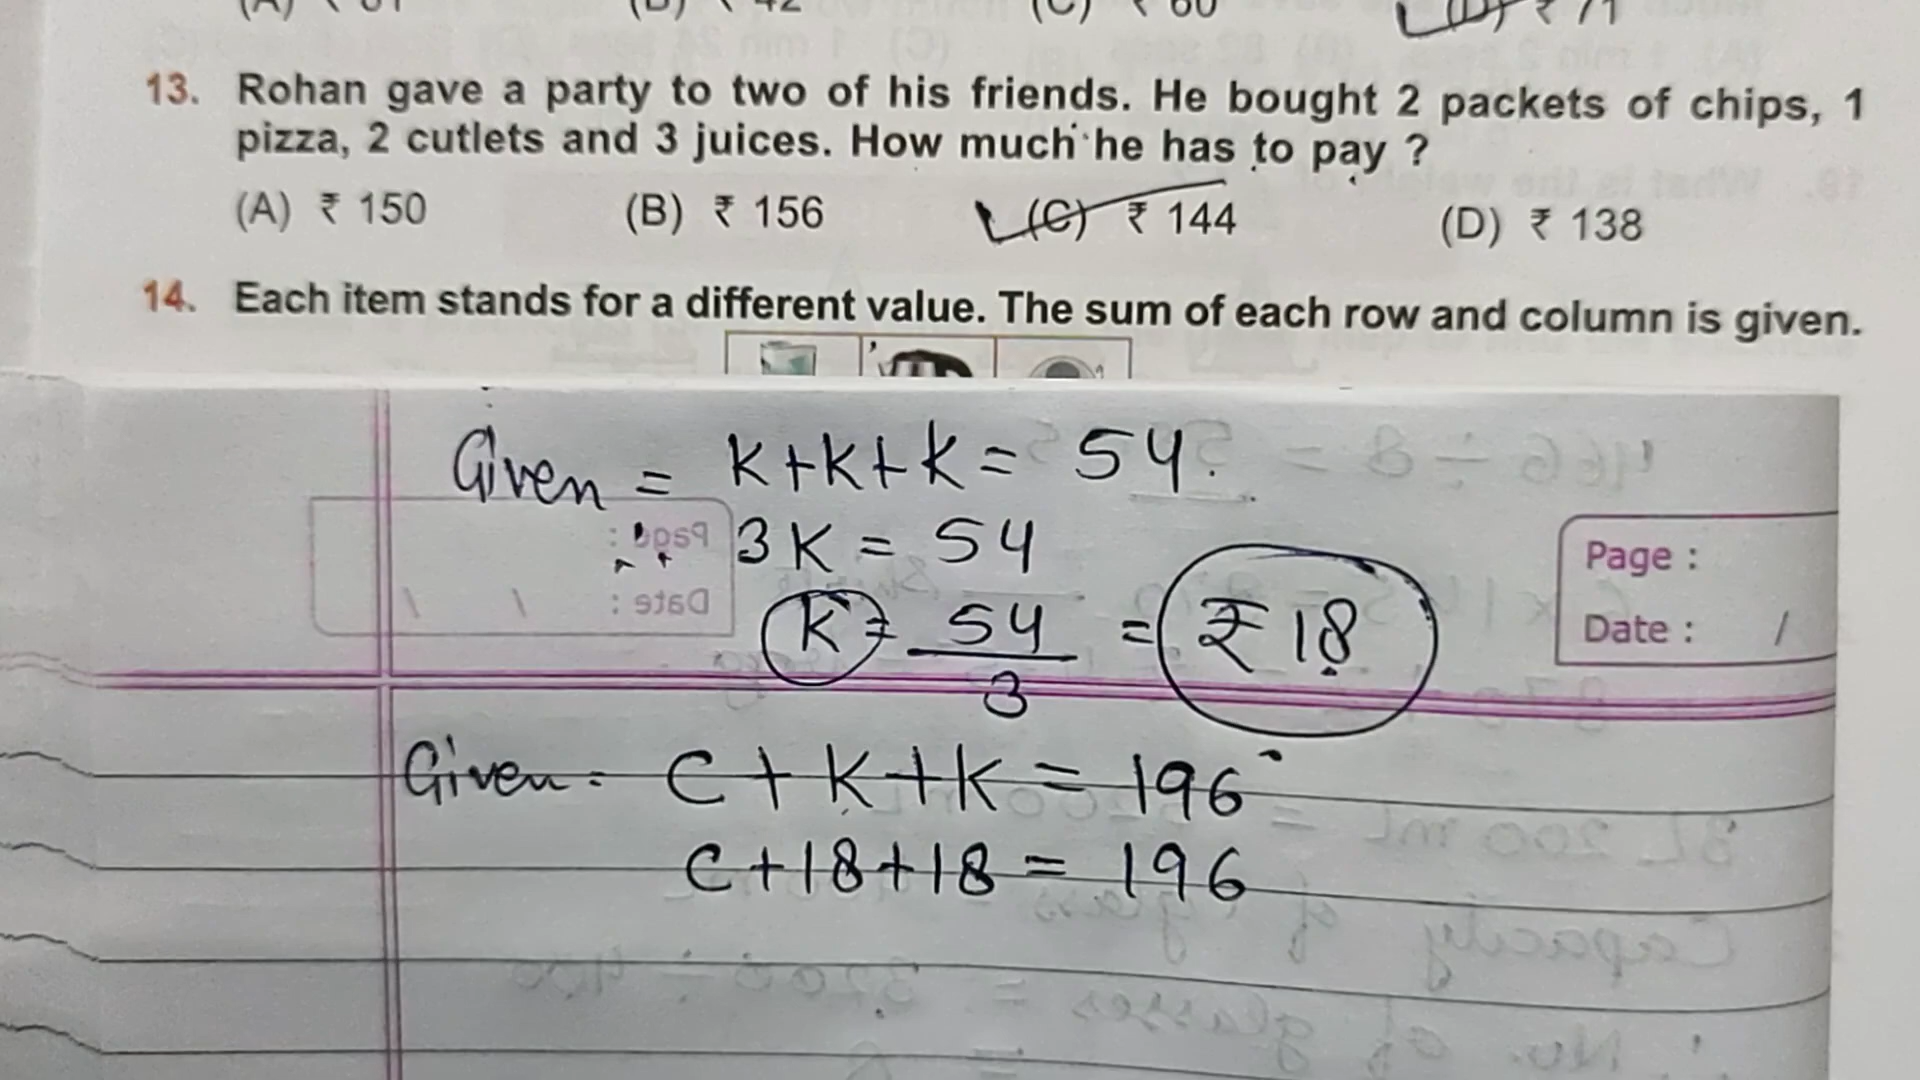 (D) ₹ 71
13. Rohan gave a party to two of his friends. He bought 2 packets of chips, 1
pizza, 2 cutlets and 3 juices. How much he has to pay ?
(A) ₹ 150 (B) ₹ 156 (C) ₹ 144 (D) ₹ 138
14. Each item stands for a different value. The sum of each row and column is given.
Given = K+K+K = 54
3K = 54
K = 54/3 = ₹ 18
Page :
Date : /
Given = C + K + K = 196
C + 18 + 18 = 196